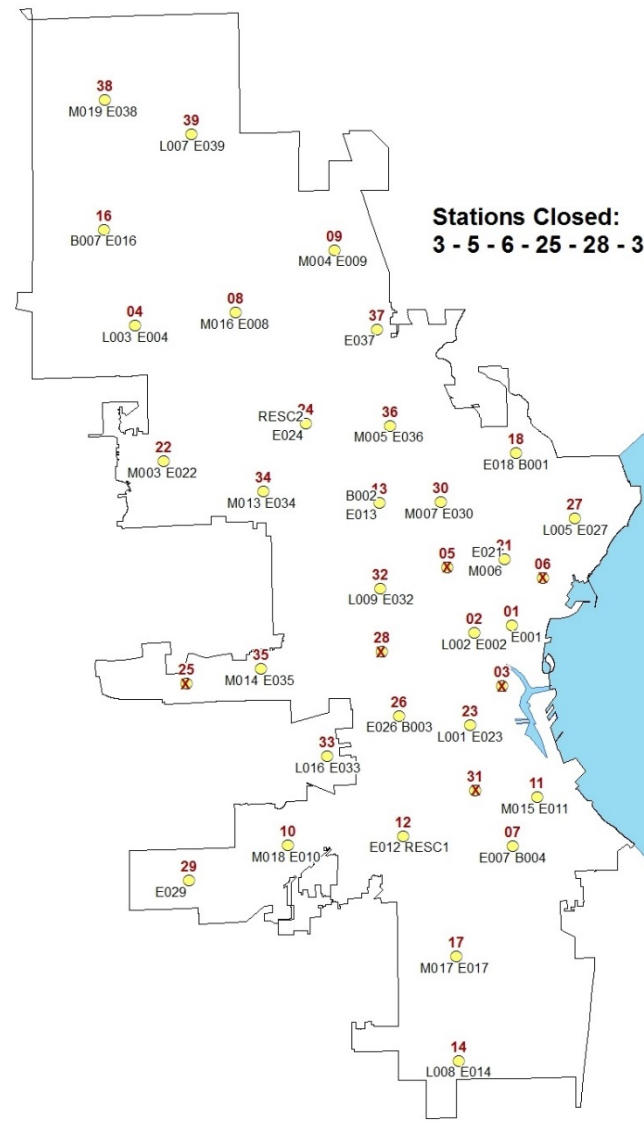 38
M019 E038
39
L007 E039
16
B007 E016
Stations Closed:
3 - 5 - 6 - 25 - 28 - 3
09
M004 E009
08
M016 E008
04
L003 E004
37
E037
24
RESC2
E024
36
M005 E036
18
E018 B001
22
M003 E022
34
M013 E034
13
B002
E013
30
M007 E030
27
L005 E027
21
E021
M006
05
X
06
X
32
L009 E032
01
E001
02
L002 E002
28
X
35
M014 E035
25
X
03
X
26
E026 B003
23
L001 E023
33
L016 E033
31
X
11
M015 E011
12
E012 RESC1
10
M018 E010
07
E007 B004
29
E029
17
M017 E017
14
L008 E014